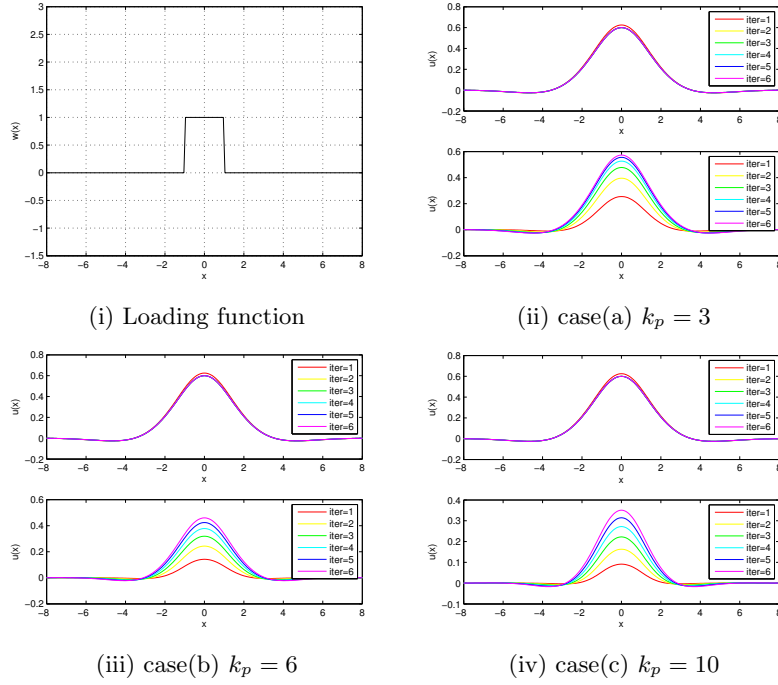 3
2.5
2
1.5
1
0.5
0
−0.5
−1
−1.5
w(x)
−8 −6 −4 −2 0 2 4 6 8
x
(i) Loading function
0.8
0.6
0.4
0.2
0
−0.2
u(x)
−8 −6 −4 −2 0 2 4 6 8
x
iter=1
iter=2
iter=3
iter=4
iter=5
iter=6
0.6
0.4
0.2
0
−0.2
u(x)
−8 −6 −4 −2 0 2 4 6 8
x
iter=1
iter=2
iter=3
iter=4
iter=5
iter=6
(ii) case(a) kp = 3
0.8
0.6
0.4
0.2
0
−0.2
u(x)
−8 −6 −4 −2 0 2 4 6 8
x
iter=1
iter=2
iter=3
iter=4
iter=5
iter=6
0.6
0.4
0.2
0
−0.2
u(x)
−8 −6 −4 −2 0 2 4 6 8
x
iter=1
iter=2
iter=3
iter=4
iter=5
iter=6
(iii) case(b) kp = 6
0.8
0.6
0.4
0.2
0
−0.2
u(x)
−8 −6 −4 −2 0 2 4 6 8
x
iter=1
iter=2
iter=3
iter=4
iter=5
iter=6
0.4
0.3
0.2
0.1
0
−0.1
u(x)
−8 −6 −4 −2 0 2 4 6 8
x
iter=1
iter=2
iter=3
iter=4
iter=5
iter=6
(iv) case(c) kp = 10